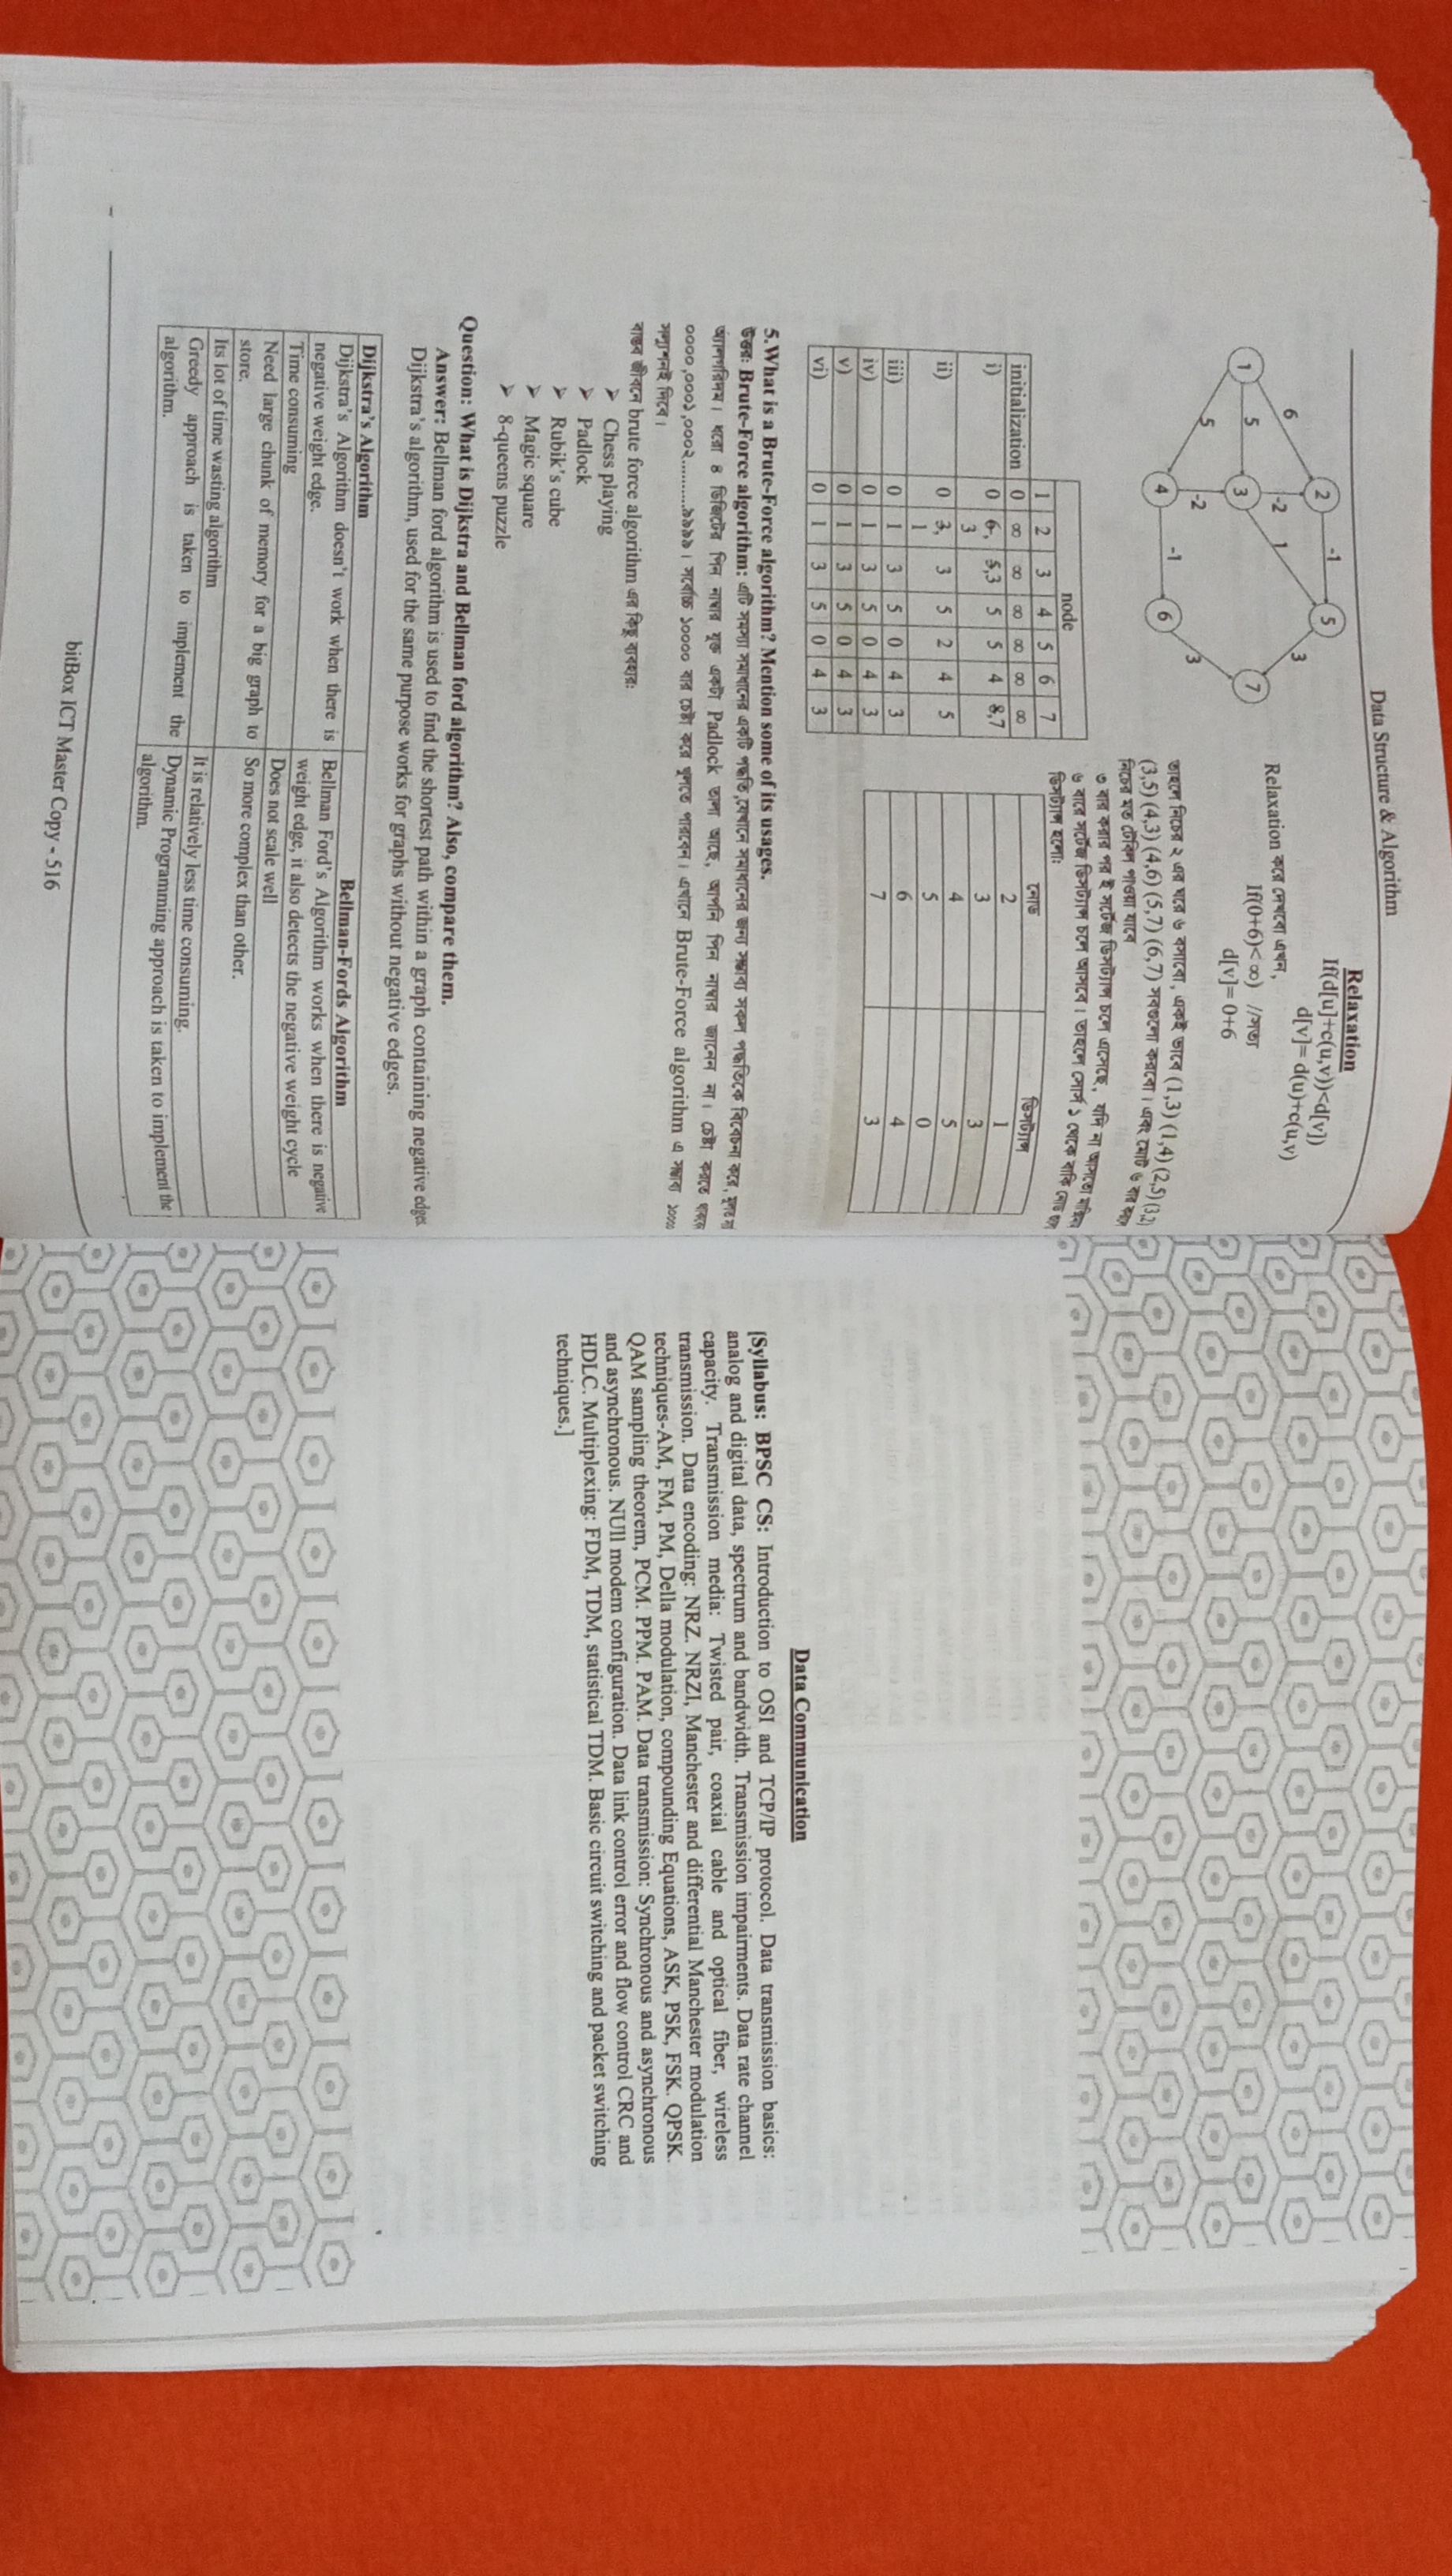 Data Structure & Algorithm
2
-1
5
6
-2
1
3
1
5
3
7
5
-2
3
4
-1
6
Relaxation
If(d[u]+c(u,v))<d[v])
d[v]= d(u)+c(u,v)
Relaxation করে দেখবো এখন,
If(0+6)< ∞) //সত্য
d[v]= 0+6
তাহলে নিচের ২ এর ঘরে ৬ বসাবো, একই ভাবে (1,3) (1,4) (2,5) (3,2)
(3,5) (4,3) (4,6) (5,7) (6,7) সবগুলো করবো। এবং মোট ৬ বার করলে
নিচের মত টেবিল পাওয়া যাবে
৩ বার করার পর ই সর্টেজ ডিসট্যান্স চলে এসেছে, যদি না আসতো
৬ বারে সর্টেজ ডিসট্যান্স চলে আসবে। তাহলে সোর্স ১ থেকে বাকি নোড
ডিসট্যান্স হলো:
node
1 2 3 4 5 6 7
initialization 0 ∞ ∞ ∞ ∞ ∞ ∞
i) 0 6, 5,3 5 5 4 8,7
3
ii) 0 3, 3 5 2 4 5
1
iii) 0 1 3 5 0 4 3
iv) 0 1 3 5 0 4 3
v) 0 1 3 5 0 4 3
vi) 0 1 3 5 0 4 3
নোড ডিসট্যান্স
2 1
3 3
4 5
5 0
6 4
7 3
5.What is a Brute-Force algorithm? Mention some of its usages.
উত্তর: Brute-Force algorithm: এটি সমস্যা সমাধানের একটি পদ্ধতি,যেখানে সমাধানের জন্য সম্ভাব্য সকল পদ্ধতিকে বিবেচনা করে,
অ্যালগরিদম। ধরো ৪ ডিজিটের পিন নাম্বার যুক্ত একটা Padlock তালা আছে, আপনি পিন নাম্বার জানেন না। চেষ্টা করতে থাকলে
০০০০,০০০১,০০০২..........৯৯৯৯। সর্বোচ্চ ১০০০০ বার চেষ্টা করে খুলতে পারবেন। এখানে Brute-Force algorithm এ সম্ভাব্য ১০০০০
সল্যুশনই দিবে।
বাস্তব জীবনে brute force algorithm এর কিছু ব্যবহার:
➢ Chess playing
➢ Padlock
➢ Rubik's cube
➢ Magic square
➢ 8-queens puzzle
Question: What is Dijkstra and Bellman ford algorithm? Also, compare them.
Answer: Bellman ford algorithm is used to find the shortest path within a graph containing negative edges.
Dijkstra's algorithm, used for the same purpose works for graphs without negative edges.
Dijkstra's Algorithm
Bellman-Fords Algorithm
Dijkstra's Algorithm doesn't work when there is
negative weight edge.
Bellman Ford's Algorithm works when there is negative
weight edge, it also detects the negative weight cycle
Time consuming
Does not scale well
Need large chunk of memory for a big graph to
store.
So more complex than other.
Its lot of time wasting algorithm
It is relatively less time consuming.
Greedy approach is taken to implement the
algorithm.
Dynamic Programming approach is taken to implement the
algorithm.
bitBox ICT Master Copy - 516
Data Communication
[Syllabus: BPSC CS: Introduction to OSI and TCP/IP protocol. Data transmission basics:
analog and digital data, spectrum and bandwidth. Transmission impairments. Data rate channel
capacity. Transmission media: Twisted pair, coaxial cable and optical fiber, wireless
transmission. Data encoding: NRZ. NRZI, Manchester and differential Manchester modulation
techniques-AM, FM, PM, Della modulation, compounding Equations, ASK, PSK, FSK. QPSK.
QAM sampling theorem, PCM. PPM. PAM. Data transmission: Synchronous and asynchronous
and asynchronous. NUll modem configuration. Data link control error and flow control CRC and
HDLC. Multiplexing: FDM, TDM, statistical TDM. Basic circuit switching and packet switching
techniques.]